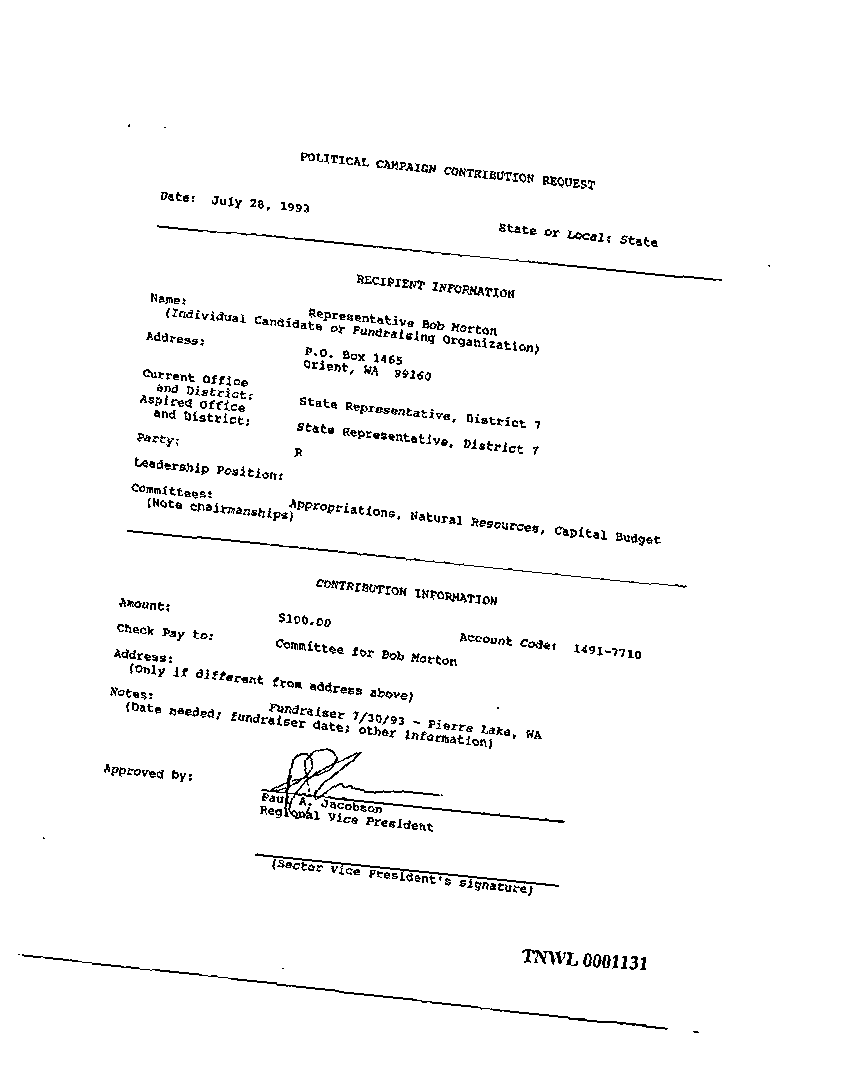 POLITICAL CAMPAIGN CONTRIBUTION REQUEST
Date: July 28, 1993
State or Local: State
RECIPIENT INFORMATION
Name: Representative Bob Morton
(Individual Candidate or Fundraising Organization)
Address: P.O. Box 1465
Orient, WA 99160
Current Office
and District: State Representative, District 7
Aspired Office
and District: State Representative, District 7
Party: R
Leadership Position:
Committees: Appropriations, Natural Resources, Capital Budget
(Note chairmanships)
CONTRIBUTION INFORMATION
Amount: $100.00 Account Code: 1491-7710
Check Pay to: Committee for Bob Morton
Address:
(Only if different from address above)
Notes: Fundraiser 7/30/93 - Pierre Lake, WA
(Date needed; fundraiser date; other information)
Approved by:
Paul A. Jacobson
Regional Vice President
(Sector Vice President's signature)
TNWL 0001131